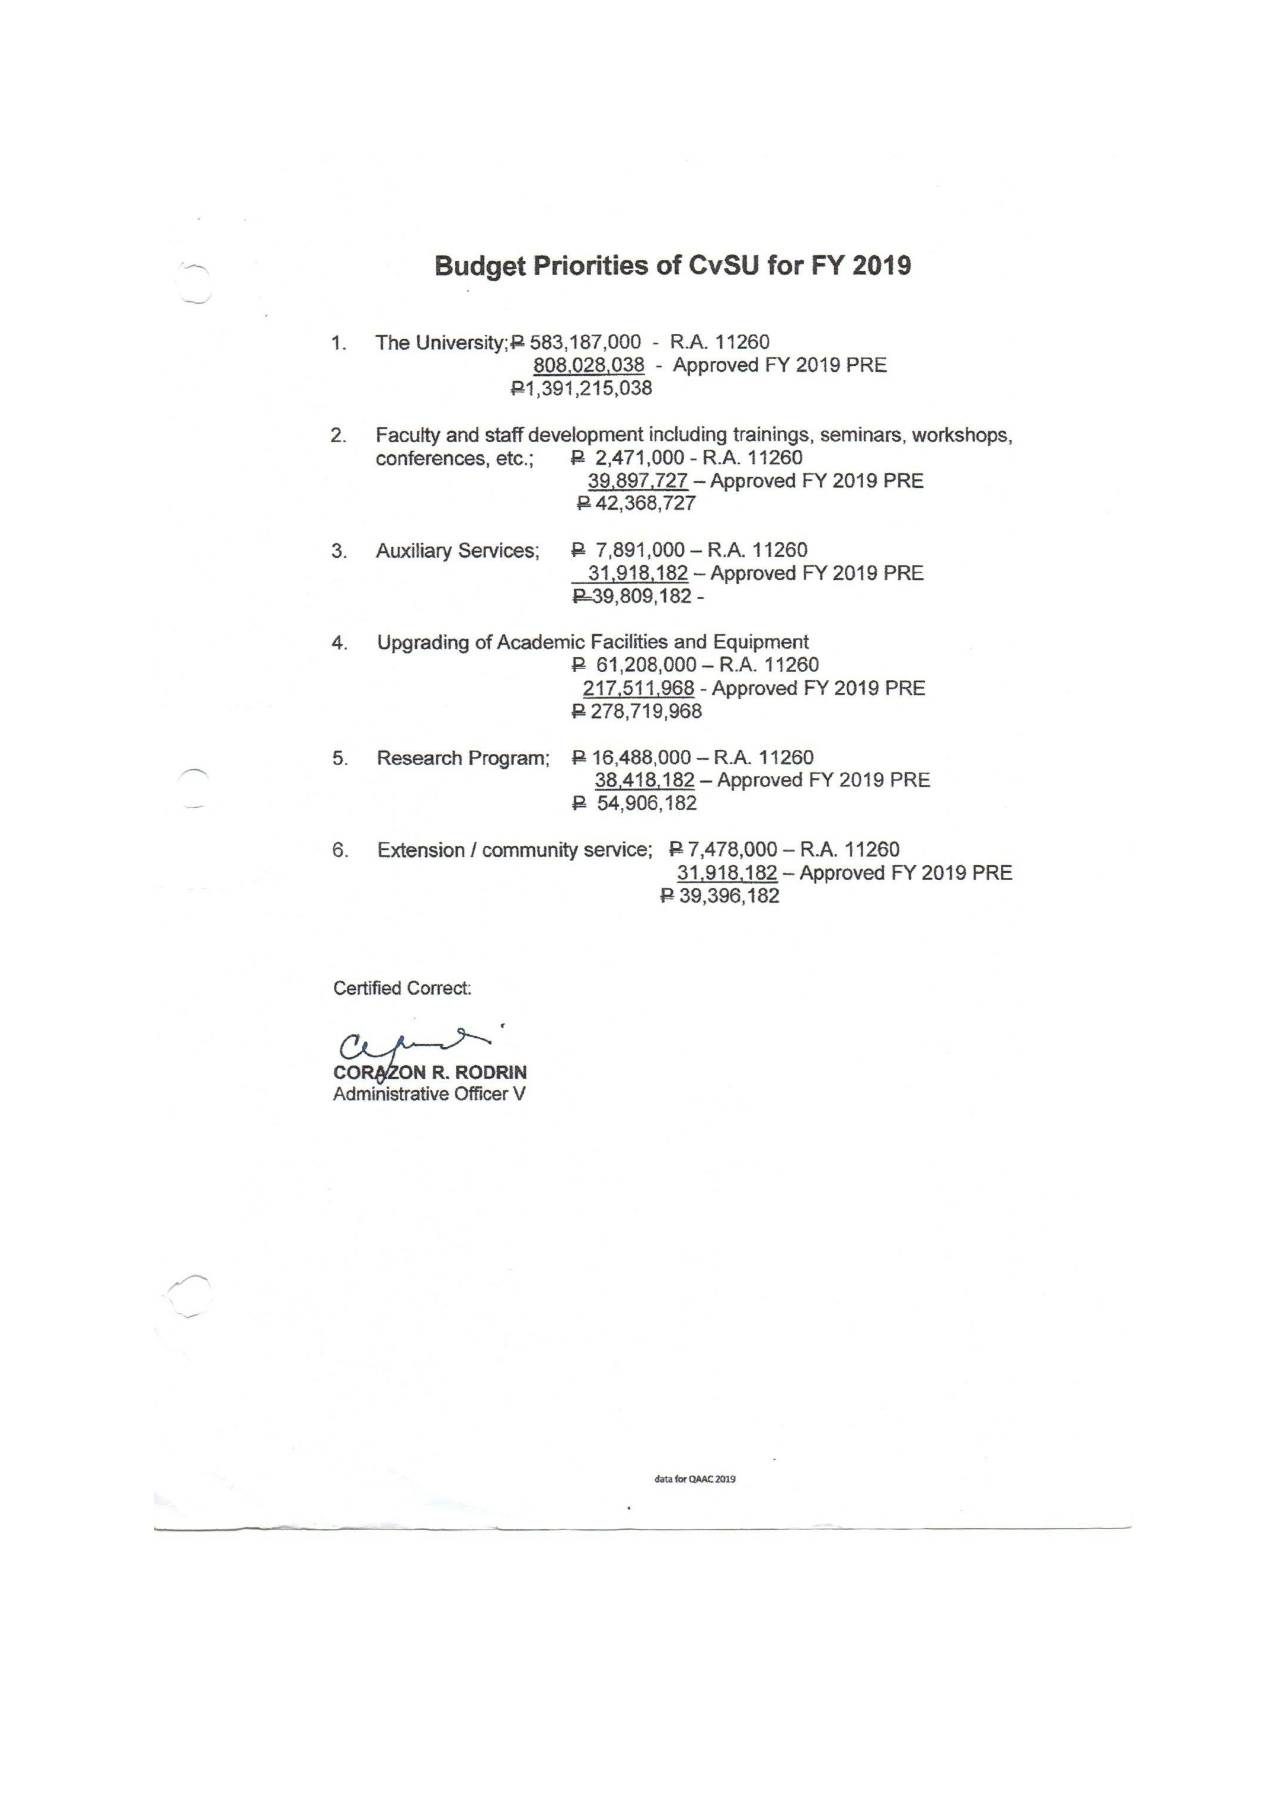 Budget Priorities of CvSU for FY 2019
1. The University;₱ 583,187,000 - R.A. 11260
808,028,038 - Approved FY 2019 PRE
₱1,391,215,038
2. Faculty and staff development including trainings, seminars, workshops,
conferences, etc.; ₱ 2,471,000 - R.A. 11260
39,897,727 – Approved FY 2019 PRE
₱ 42,368,727
3. Auxiliary Services; ₱ 7,891,000 – R.A. 11260
31,918,182 – Approved FY 2019 PRE
₱ 39,809,182 -
4. Upgrading of Academic Facilities and Equipment
₱ 61,208,000 – R.A. 11260
217,511,968 - Approved FY 2019 PRE
₱ 278,719,968
5. Research Program; ₱ 16,488,000 – R.A. 11260
38,418,182 – Approved FY 2019 PRE
₱ 54,906,182
6. Extension / community service; ₱ 7,478,000 – R.A. 11260
31,918,182 – Approved FY 2019 PRE
₱ 39,396,182
Certified Correct:
CORAZON R. RODRIN
Administrative Officer V
data for QAAC 2019